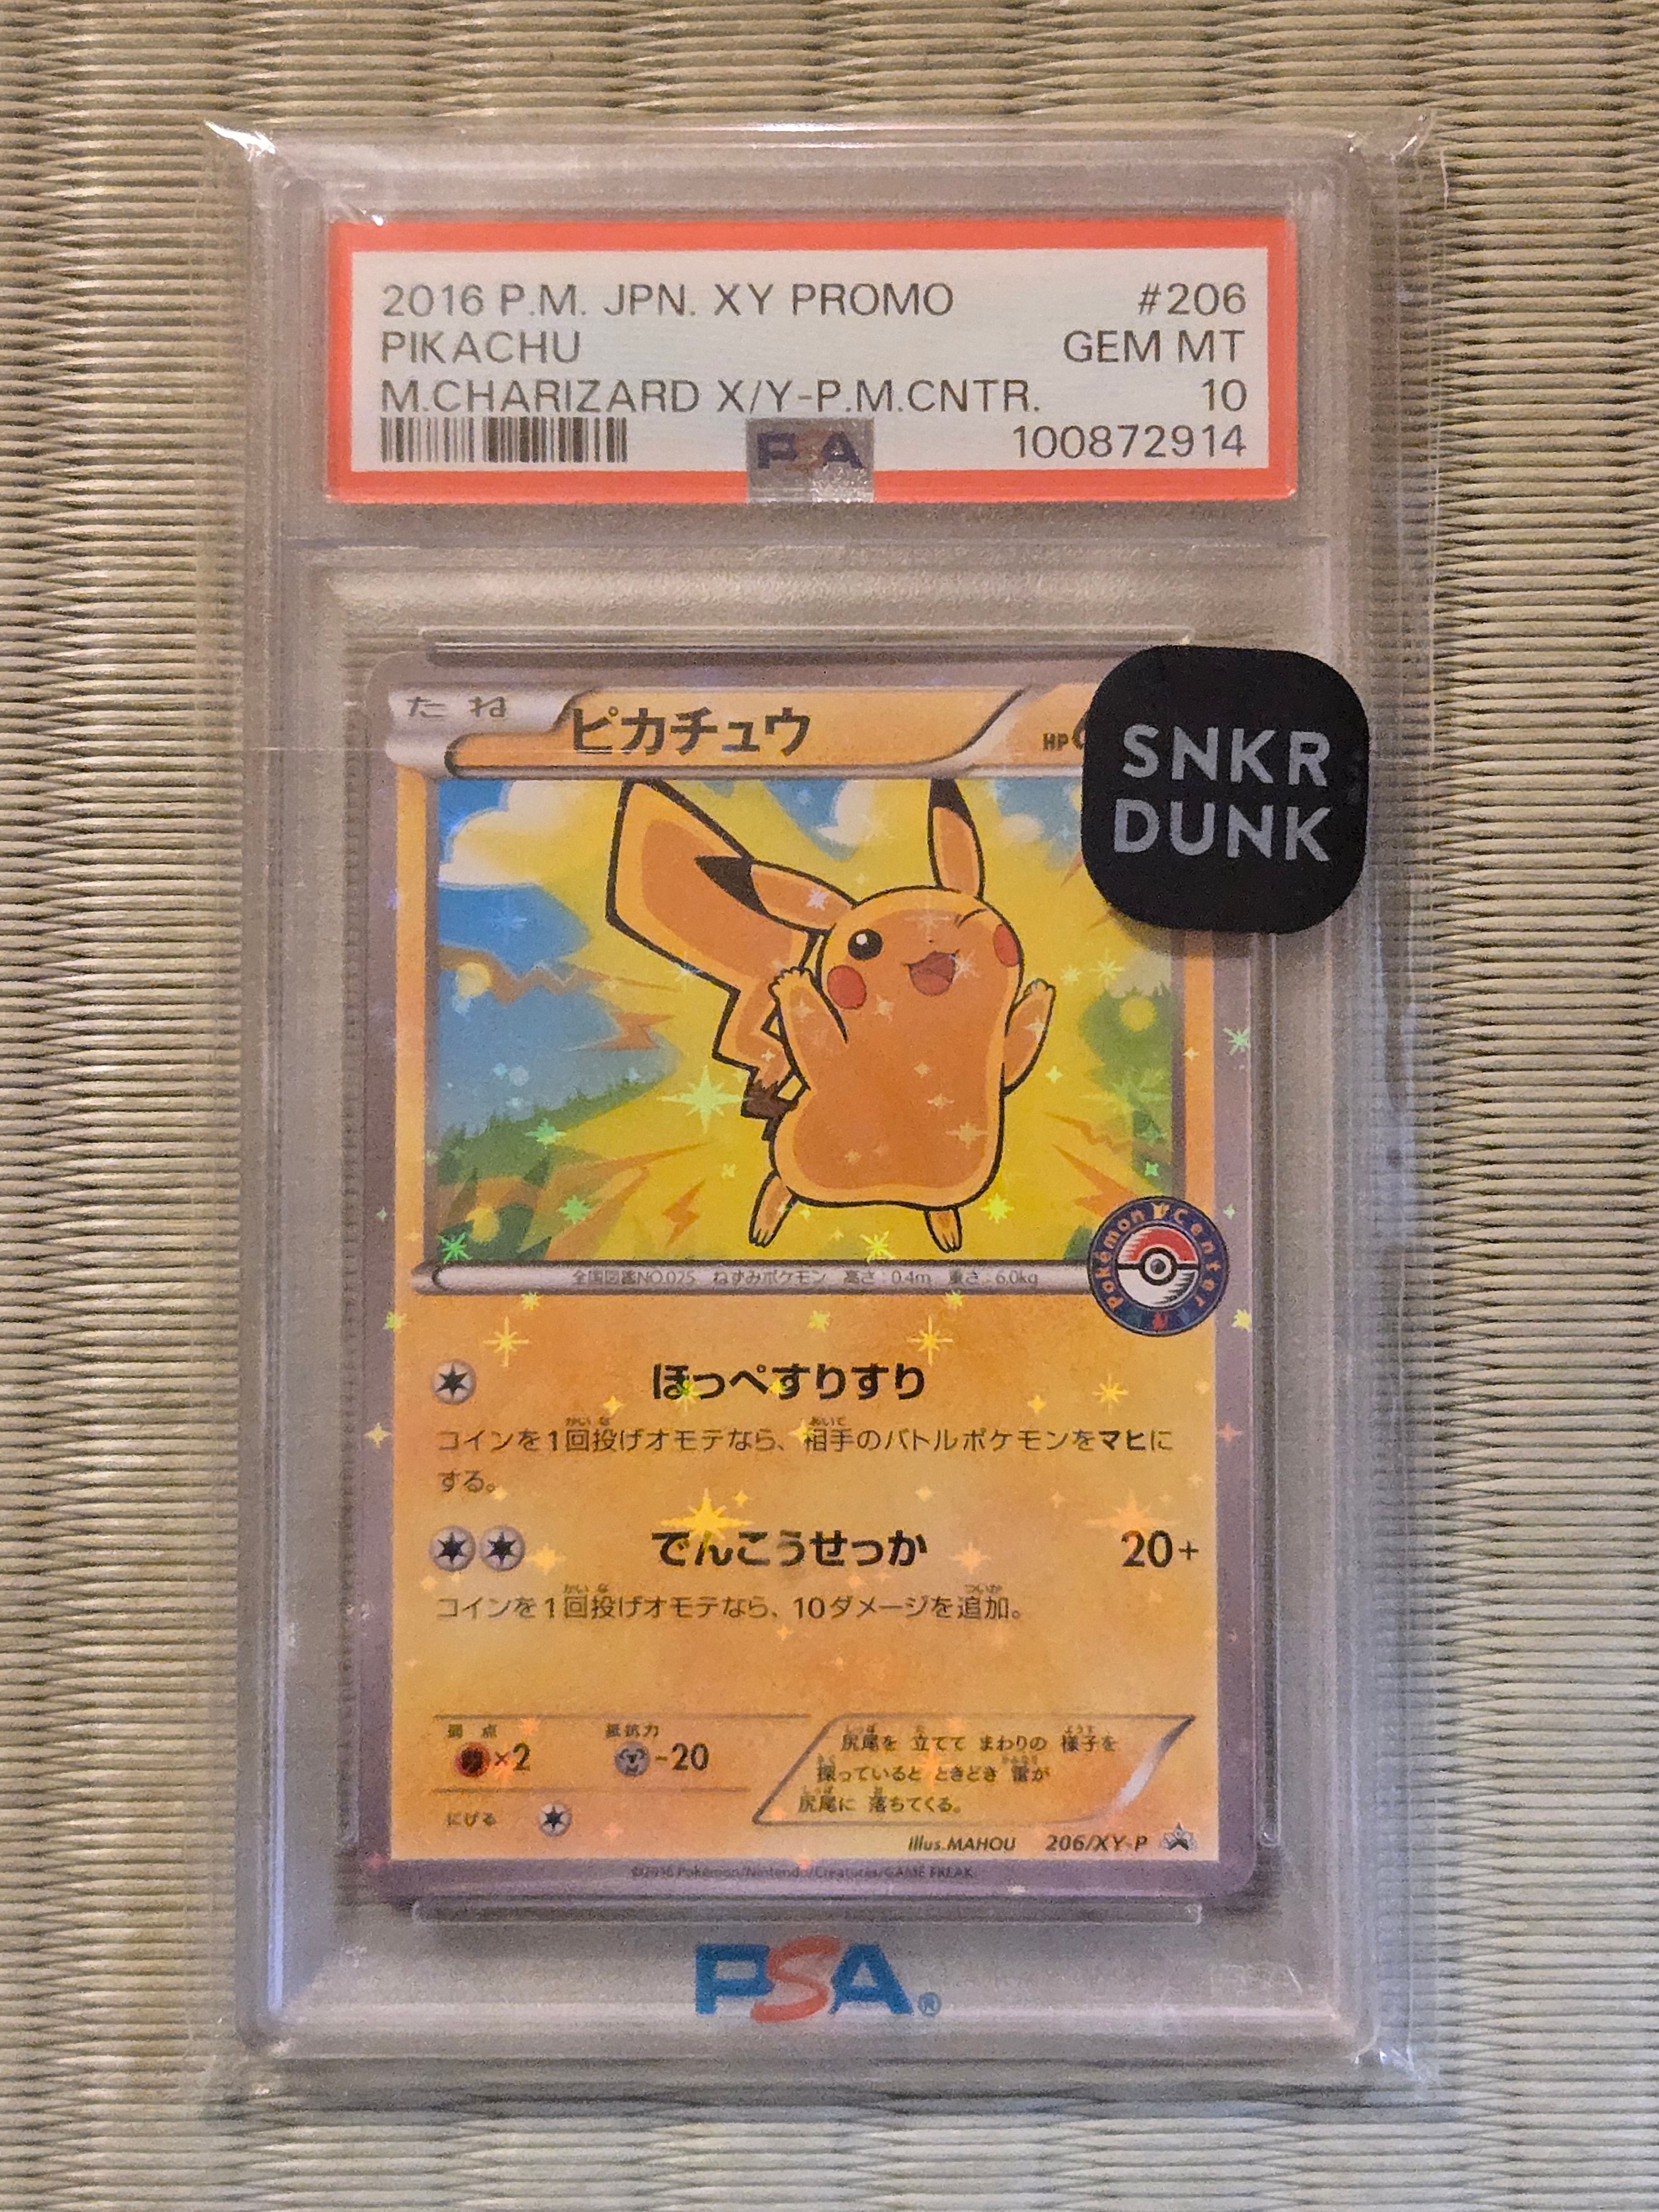 2016 P.M. JPN. XY PROMO #206
PIKACHU GEM MT
M.CHARIZARD X/Y-P.M.CNTR. 10
PSA 100872914
たね ピカチュウ HP
SNKR
DUNK
Pokémon Center
全国図鑑NO.025 ねずみポケモン 高さ:0.4m 重さ:6.0kg
ほっぺすりすり
コインを1回投げオモテなら、相手のバトルポケモンをマヒに
する。
でんこうせっか 20+
コインを1回投げオモテなら、10ダメージを追加。
弱点 抵抗力
×2 -20
にげる
尻尾を 立てて まわりの 様子を
探っていると ときどき 雷が
尻尾に 落ちてくる。
illus.MAHOU 206/XY-P
©2016 Pokémon/Nintendo/Creatures/GAME FREAK
PSA®